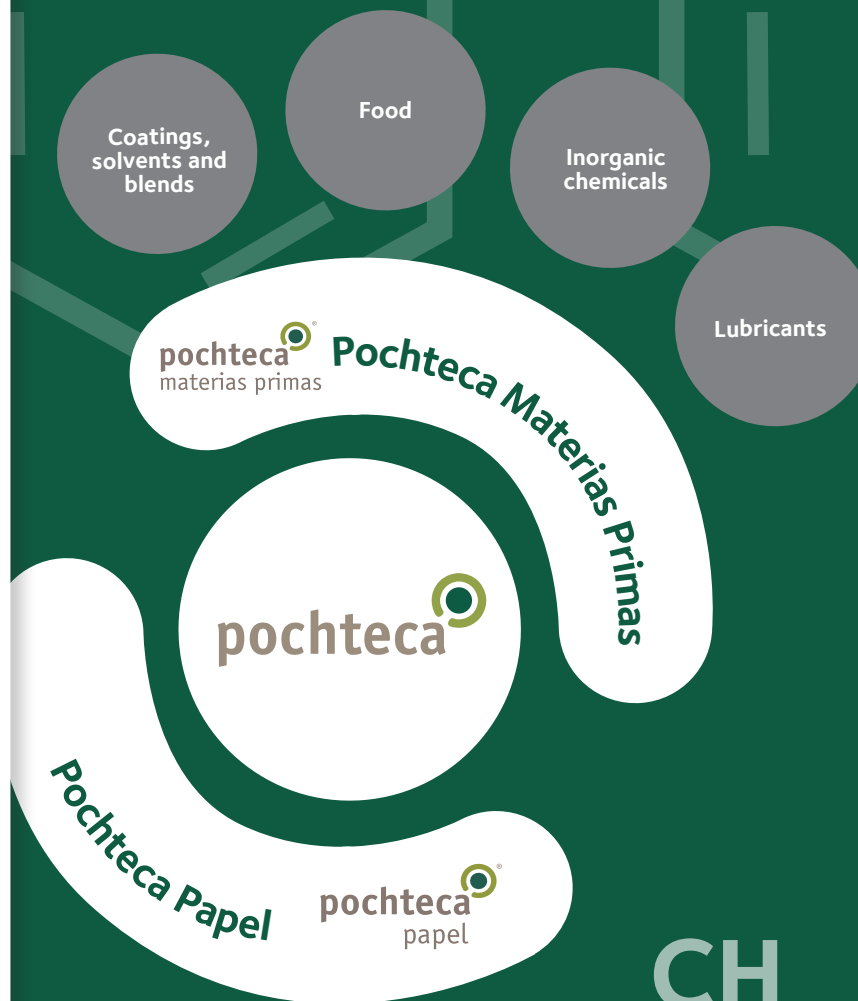 Food
Coatings,
solvents and
blends
Inorganic
chemicals
Lubricants
pochteca®
materias primas
Pochteca Materias Primas
pochteca
Pochteca Papel
pochteca®
papel
CH